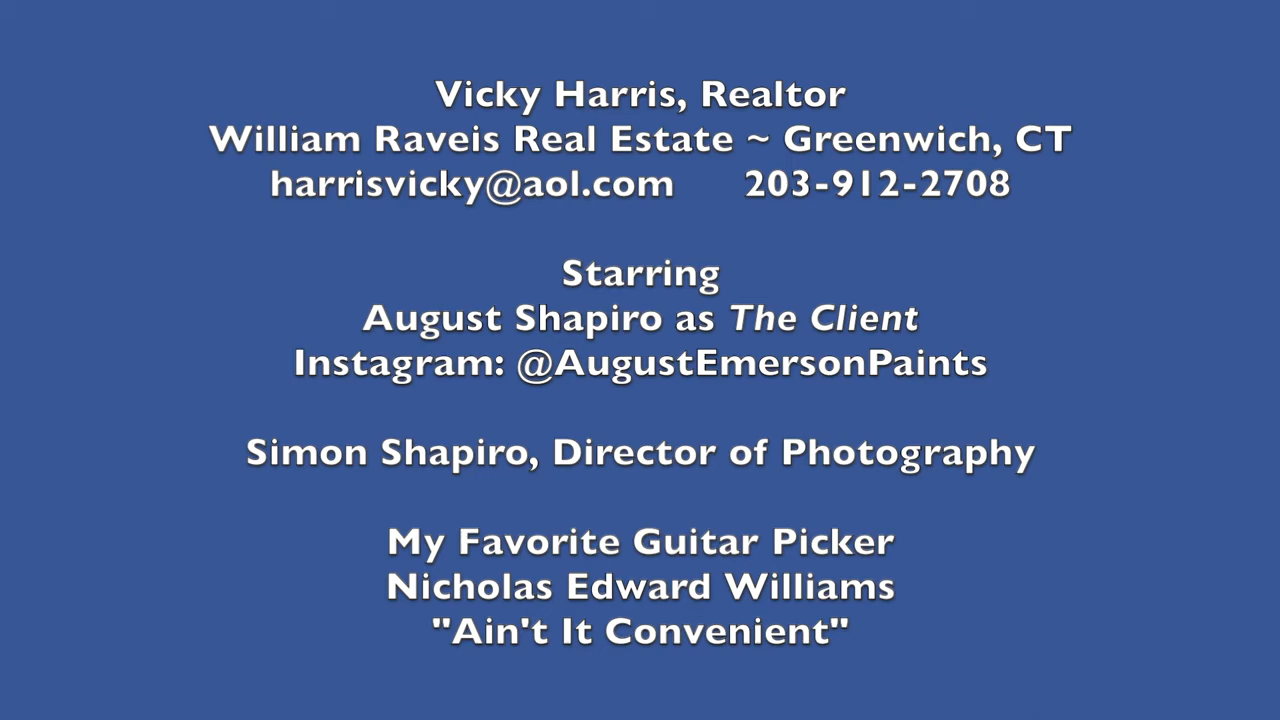 Vicky Harris, Realtor
William Raveis Real Estate ~ Greenwich, CT
harrisvicky@aol.com 203-912-2708
Starring
August Shapiro as The Client
Instagram: @AugustEmersonPaints
Simon Shapiro, Director of Photography
My Favorite Guitar Picker
Nicholas Edward Williams
"Ain't It Convenient"